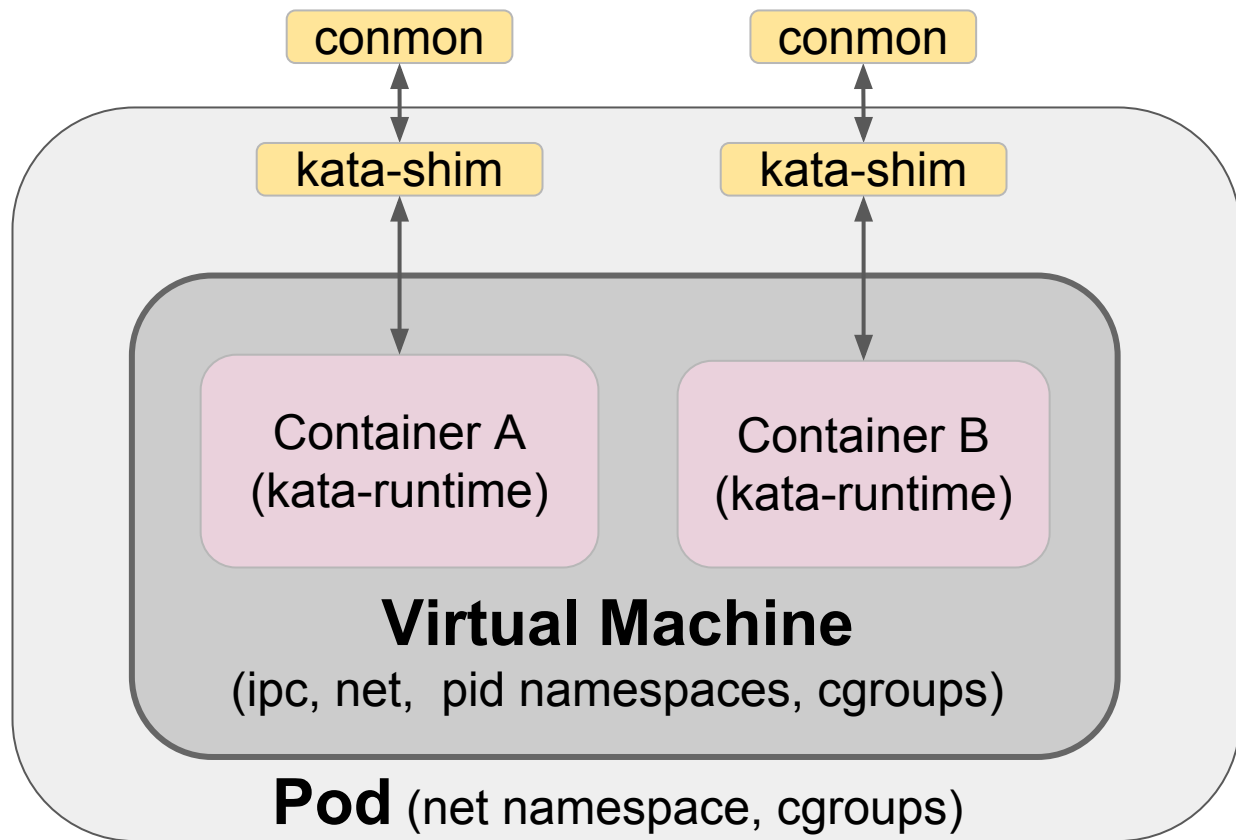 conmon
conmon
kata-shim
kata-shim
Container A
(kata-runtime)
Container B
(kata-runtime)
Virtual Machine
(ipc, net, pid namespaces, cgroups)
Pod (net namespace, cgroups)